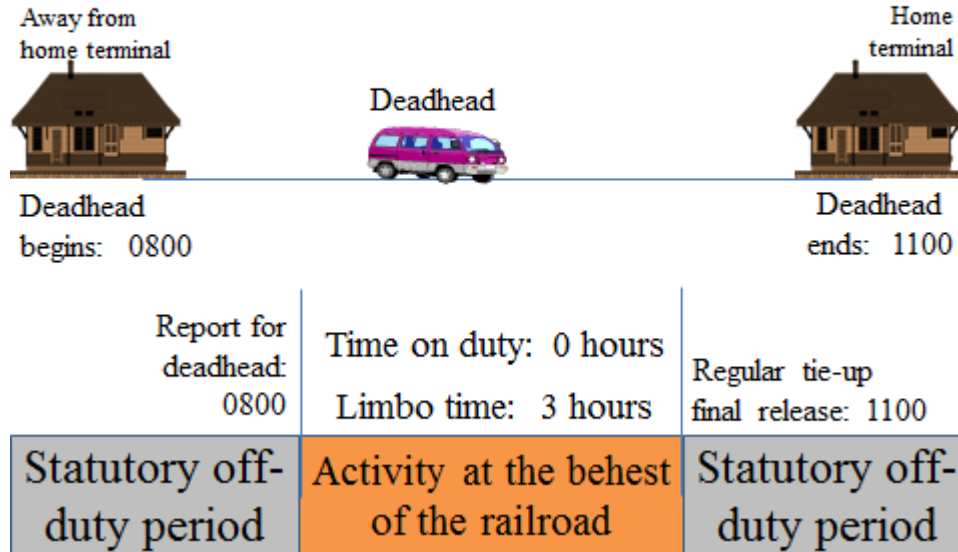 Away from
home terminal
Home
terminal
Deadhead
Deadhead
begins: 0800
Deadhead
ends: 1100
Report for
deadhead:
0800
Time on duty: 0 hours
Limbo time: 3 hours
Regular tie-up
final release: 1100
Statutory off-
duty period
Activity at the behest
of the railroad
Statutory off-
duty period